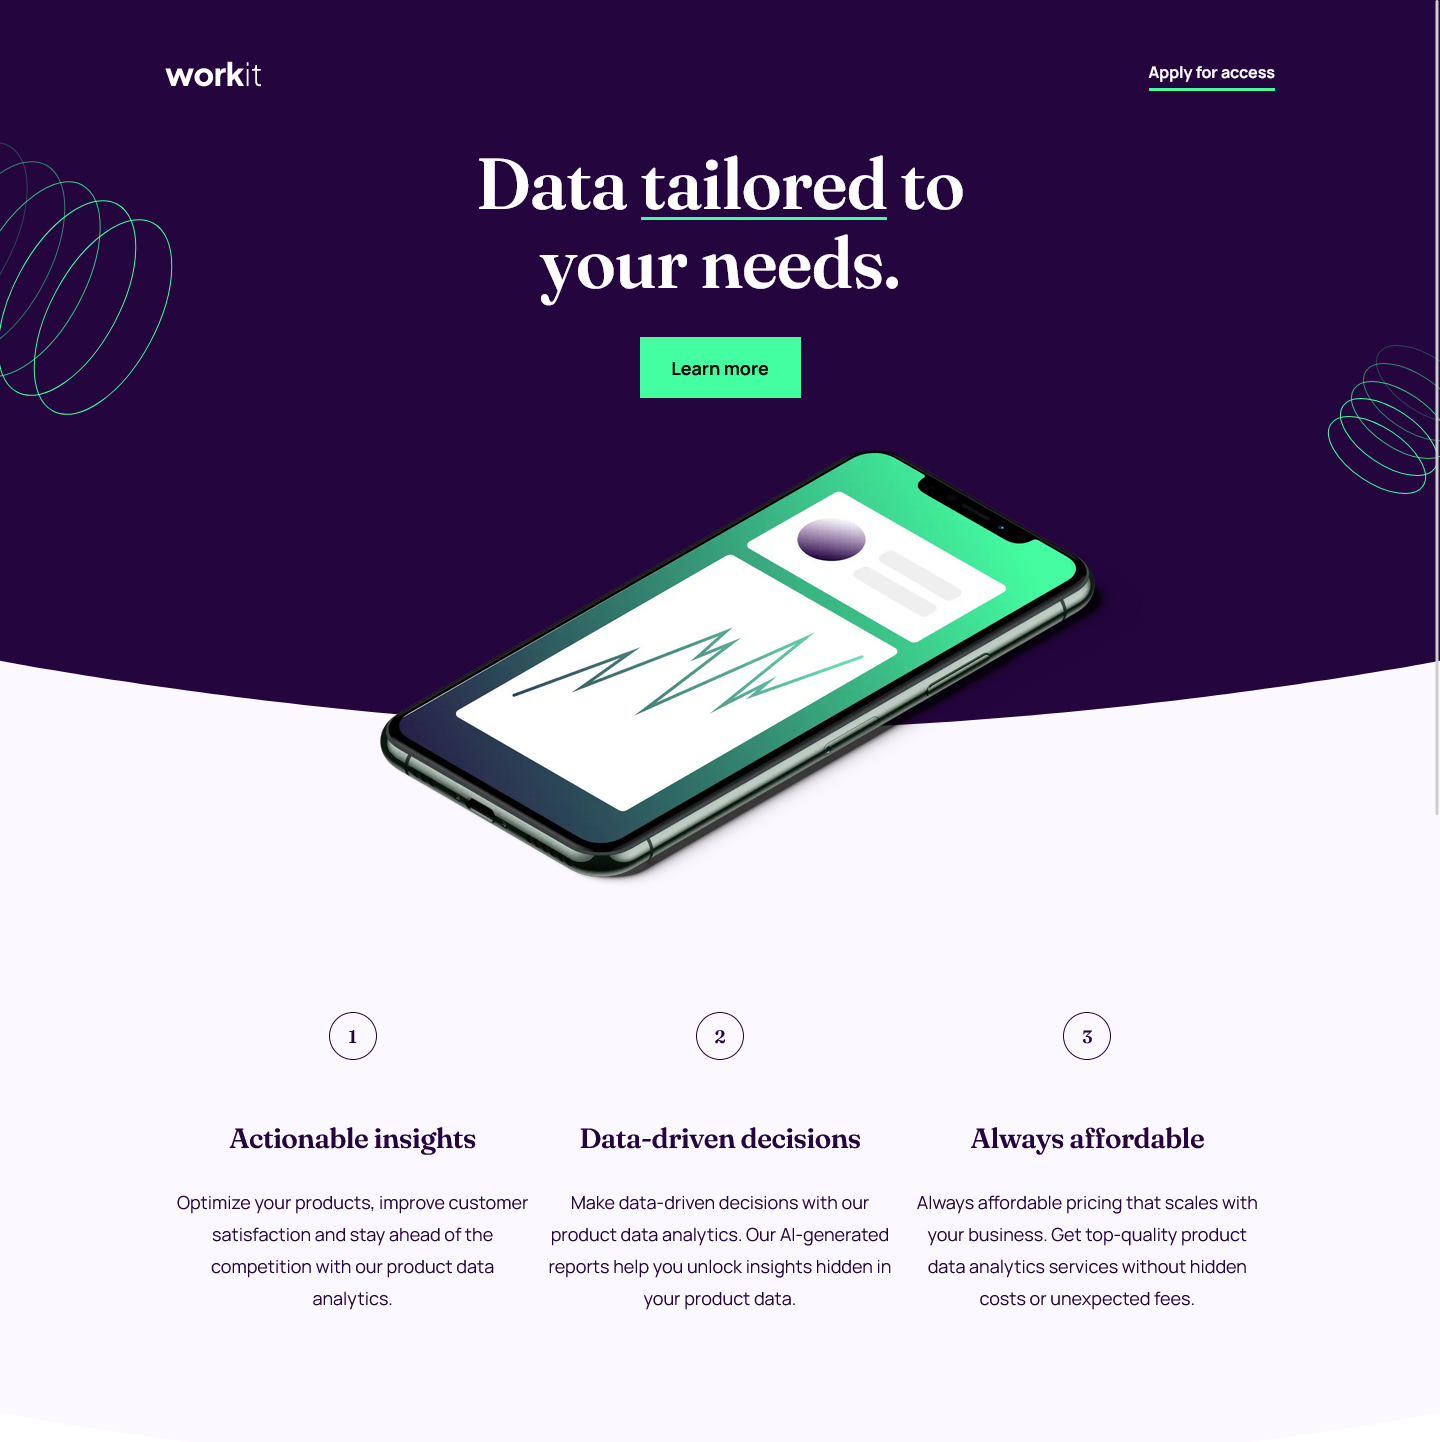 workit
Apply for access
Data tailored to
your needs.
Learn more
1
2
3
Actionable insights
Data-driven decisions
Always affordable
Optimize your products, improve customer
satisfaction and stay ahead of the
competition with our product data
analytics.
Make data-driven decisions with our
product data analytics. Our AI-generated
reports help you unlock insights hidden in
your product data.
Always affordable pricing that scales with
your business. Get top-quality product
data analytics services without hidden
costs or unexpected fees.